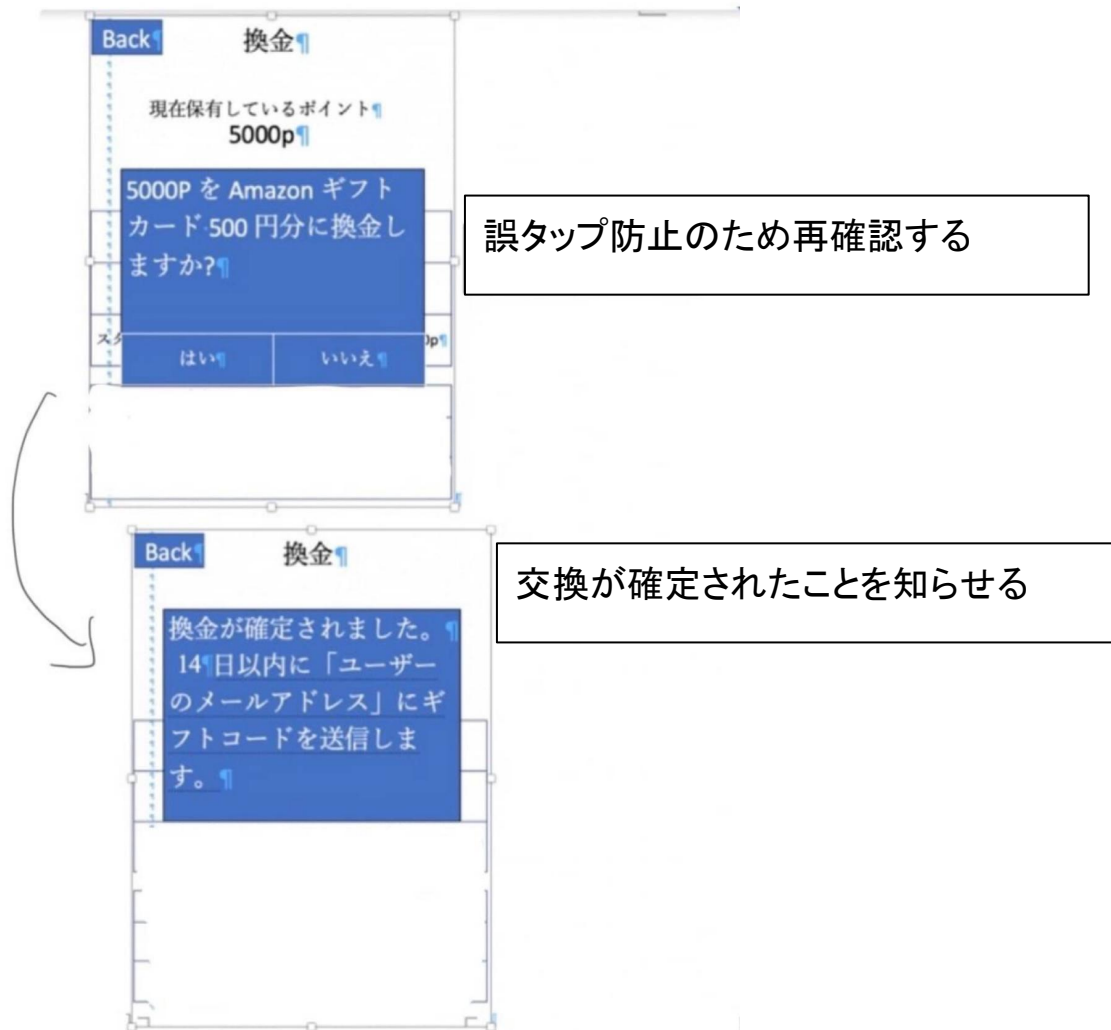 Back
換金
現在保有しているポイント
5000p
5000P を Amazon ギフト
カード 500 円分に換金し
ますか?
誤タップ防止のため再確認する
はい
いいえ
Back
換金
交換が確定されたことを知らせる
換金が確定されました。
14 日以内に「ユーザー
のメールアドレス」にギ
フトコードを送信しま
す。